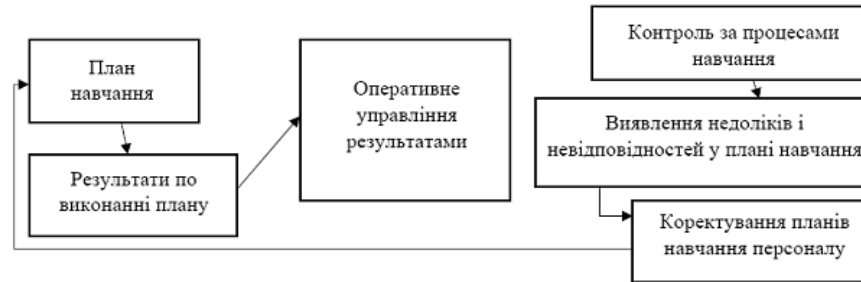 План
навчання
Результати по
виконанні плану
Оперативне
управління
результатами
Контроль за процесами
навчання
Виявлення недоліків і
невідповідностей у плані навчання
Коректування планів
навчання персоналу